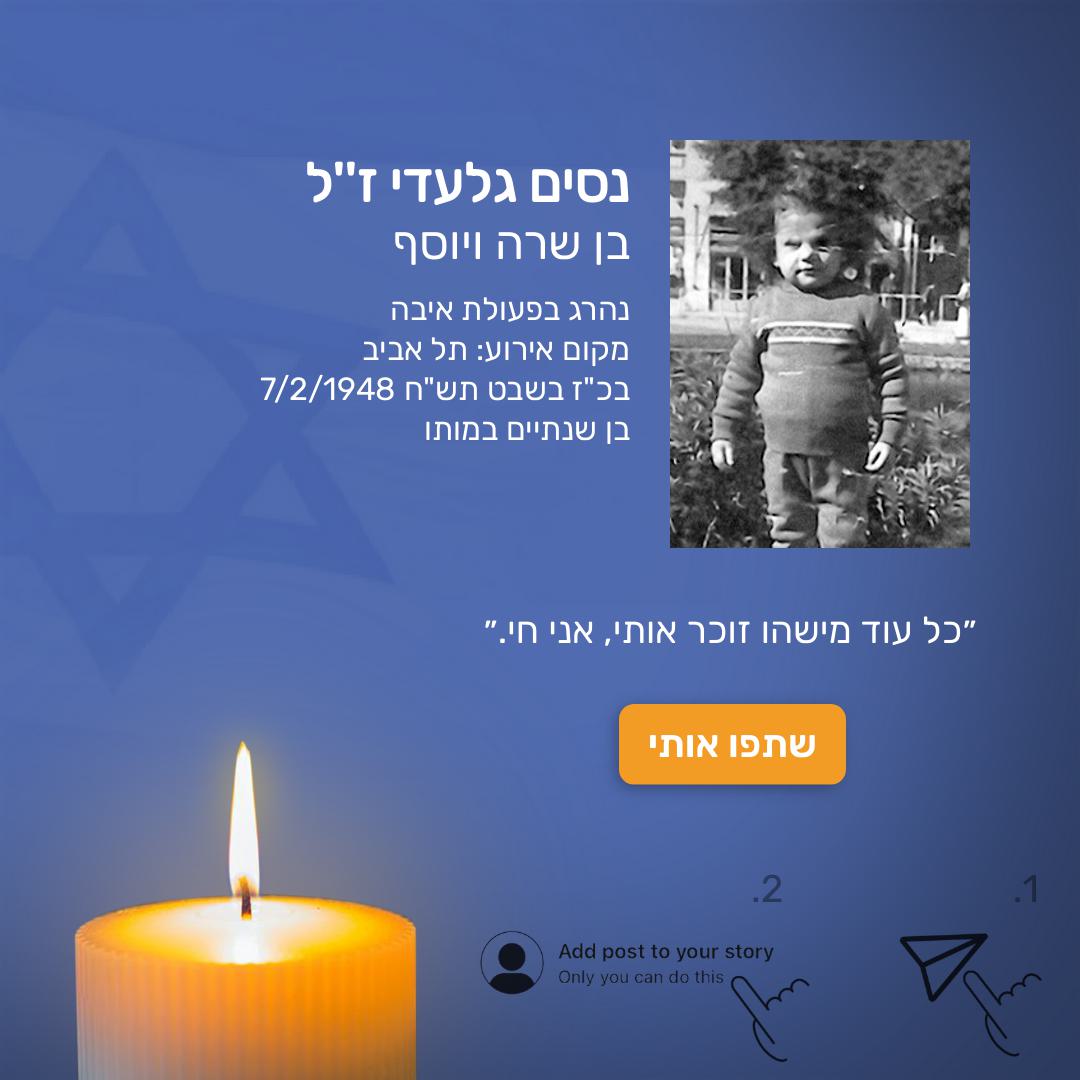 נסים גלעדי ז"ל
בן שרה ויוסף
נהרג בפעולת איבה
מקום אירוע: תל אביב
בכ"ז בשבט תש"ח 7/2/1948
בן שנתיים במותו
״כל עוד מישהו זוכר אותי, אני חי.״
שתפו אותי
1.
2.
Add post to your story
Only you can do this